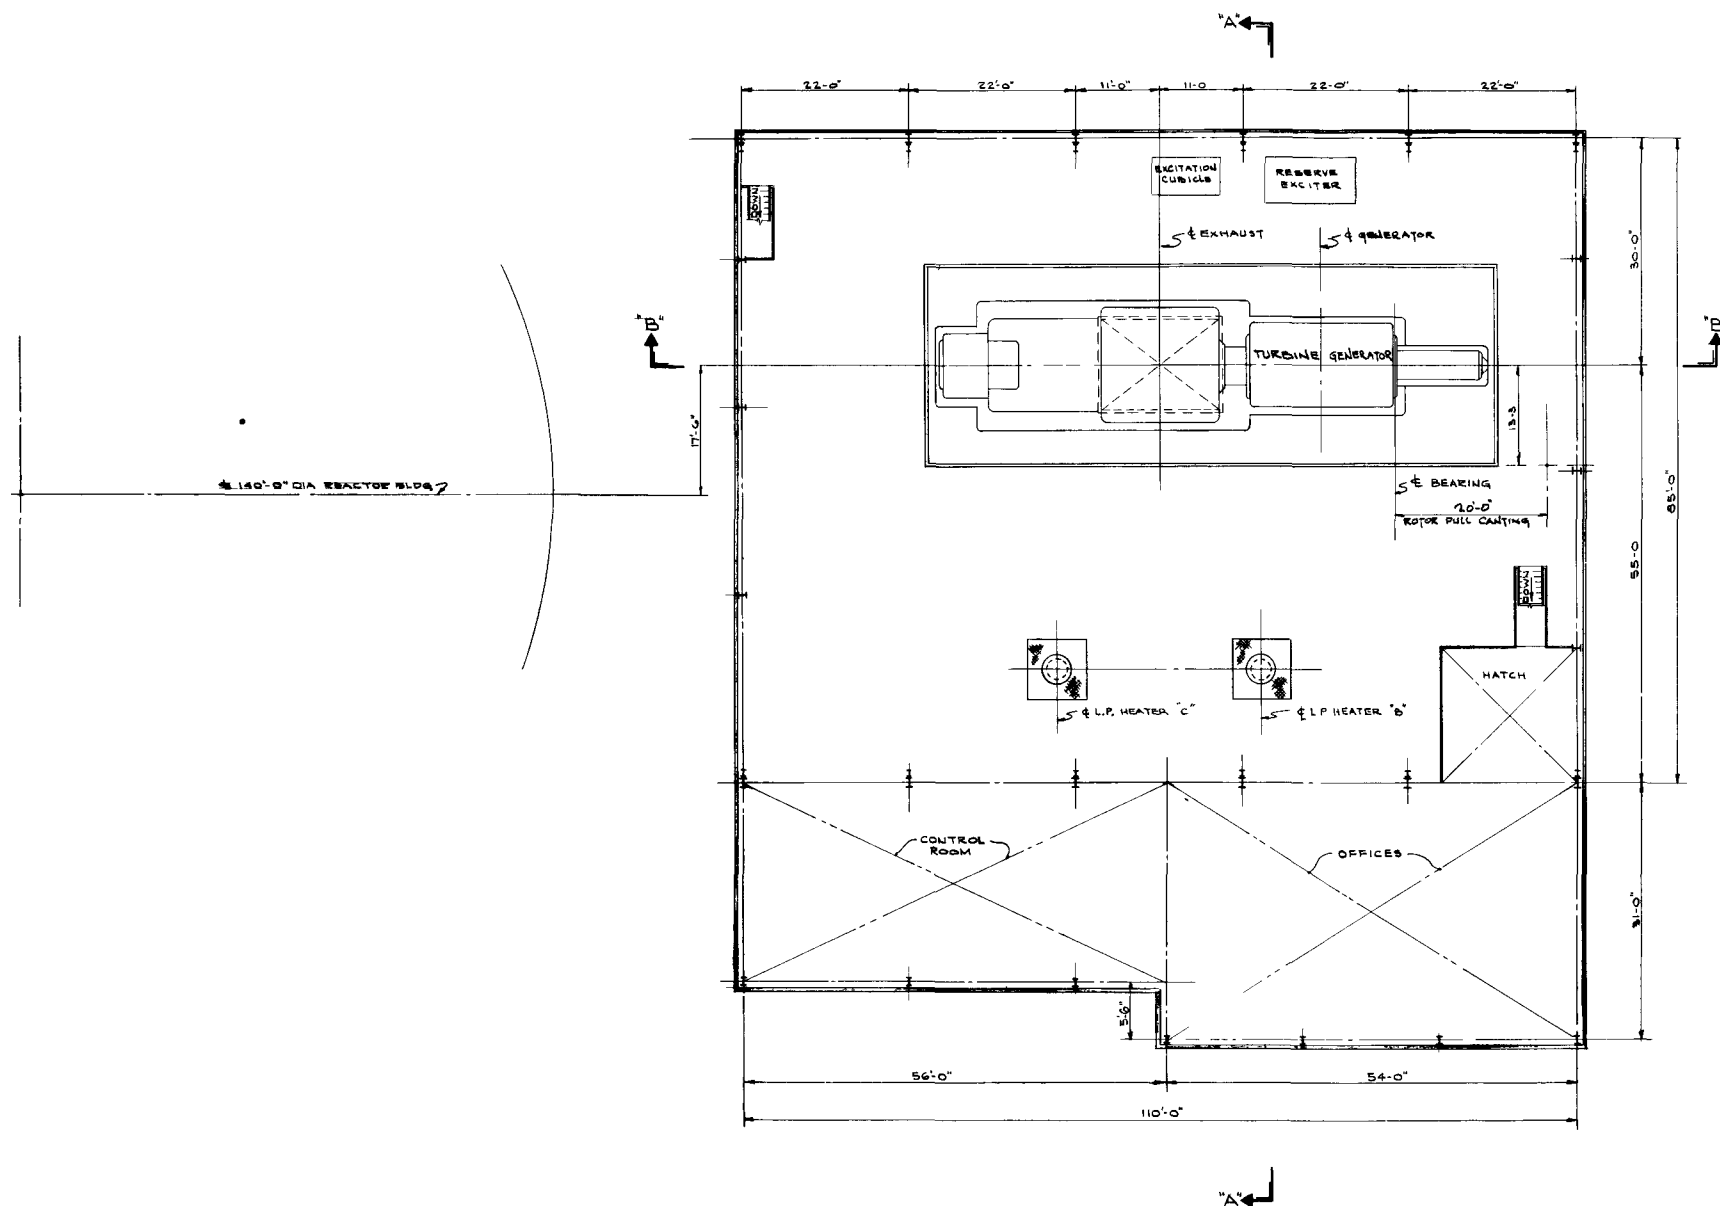 "A"
22-0"
22'-0"
11'-0"
11-0
22-0"
22'-0"
EXCITATION
CUBICLE
RESERVE
EXCITER
DOWN
℄ EXHAUST
℄ GENERATOR
30'-0"
"B"
"B"
TURBINE GENERATOR
17'-6"
13-3
85'-0"
℄ 140'-0" DIA REACTOR BLDG
℄ BEARING
20'-0"
ROTOR PULL CANTING
55-0
DOWN
HATCH
℄ L.P. HEATER "C"
℄ LP HEATER "B"
CONTROL
ROOM
OFFICES
31-0"
5'-6"
56'-0"
54-0"
110'-0"
"A"